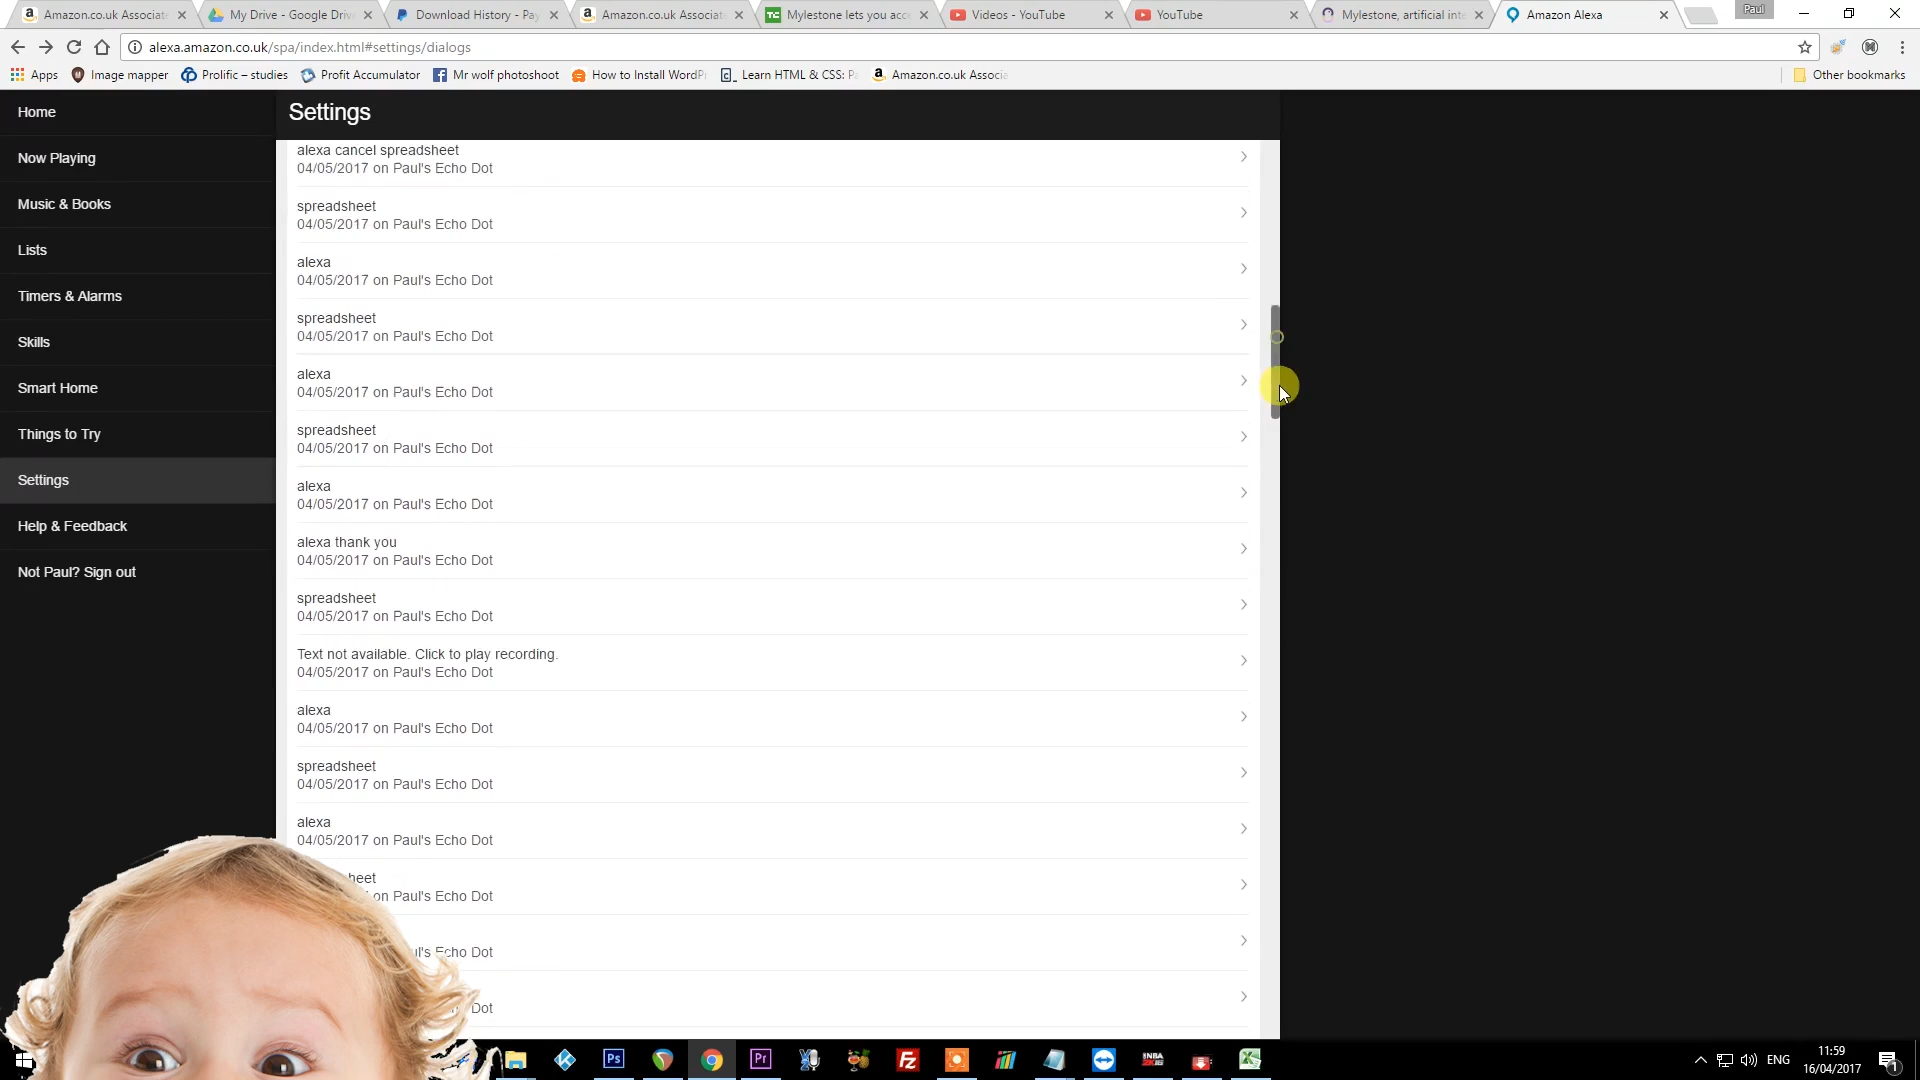 Amazon.co.uk Associate
My Drive - Google Driv
Download History - Pay
Amazon.co.uk Associat
Mylestone lets you acc
Videos - YouTube
YouTube
Mylestone, artificial inte
Amazon Alexa
Paul
alexa.amazon.co.uk/spa/index.html#settings/dialogs
Apps
Image mapper
Prolific – studies
Profit Accumulator
Mr wolf photoshoot
How to Install WordP
Learn HTML & CSS: Pa
Amazon.co.uk Associa
Other bookmarks
Home
Now Playing
Music & Books
Lists
Timers & Alarms
Skills
Smart Home
Things to Try
Settings
Help & Feedback
Not Paul? Sign out
Settings
alexa cancel spreadsheet
04/05/2017 on Paul's Echo Dot
spreadsheet
04/05/2017 on Paul's Echo Dot
alexa
04/05/2017 on Paul's Echo Dot
spreadsheet
04/05/2017 on Paul's Echo Dot
alexa
04/05/2017 on Paul's Echo Dot
spreadsheet
04/05/2017 on Paul's Echo Dot
alexa
04/05/2017 on Paul's Echo Dot
alexa thank you
04/05/2017 on Paul's Echo Dot
spreadsheet
04/05/2017 on Paul's Echo Dot
Text not available. Click to play recording.
04/05/2017 on Paul's Echo Dot
alexa
04/05/2017 on Paul's Echo Dot
spreadsheet
04/05/2017 on Paul's Echo Dot
alexa
04/05/2017 on Paul's Echo Dot
heet
on Paul's Echo Dot
ul's Echo Dot
Dot
Ps
Pr
Fz
NBA
ENG
11:59
16/04/2017
1